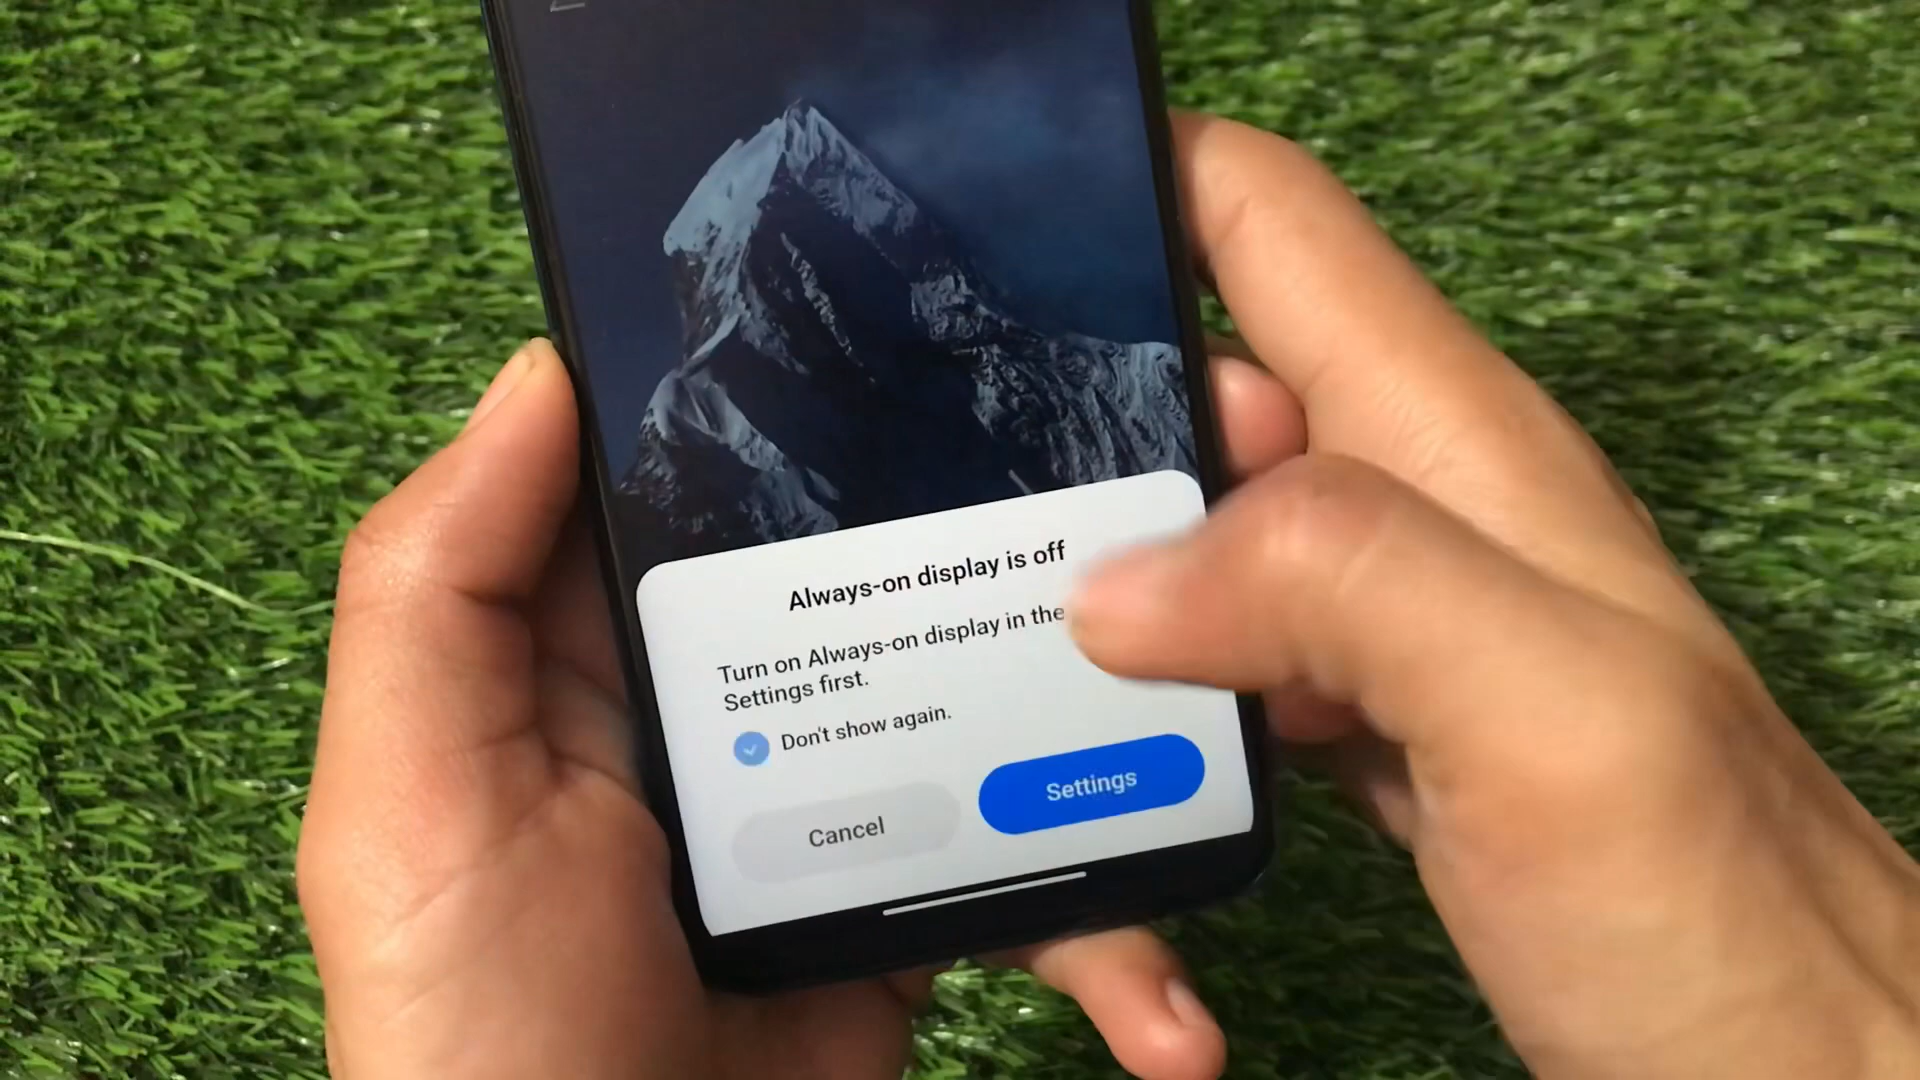 Always-on display is off
Turn on Always-on display in the
Settings first.
Don't show again.
Cancel
Settings